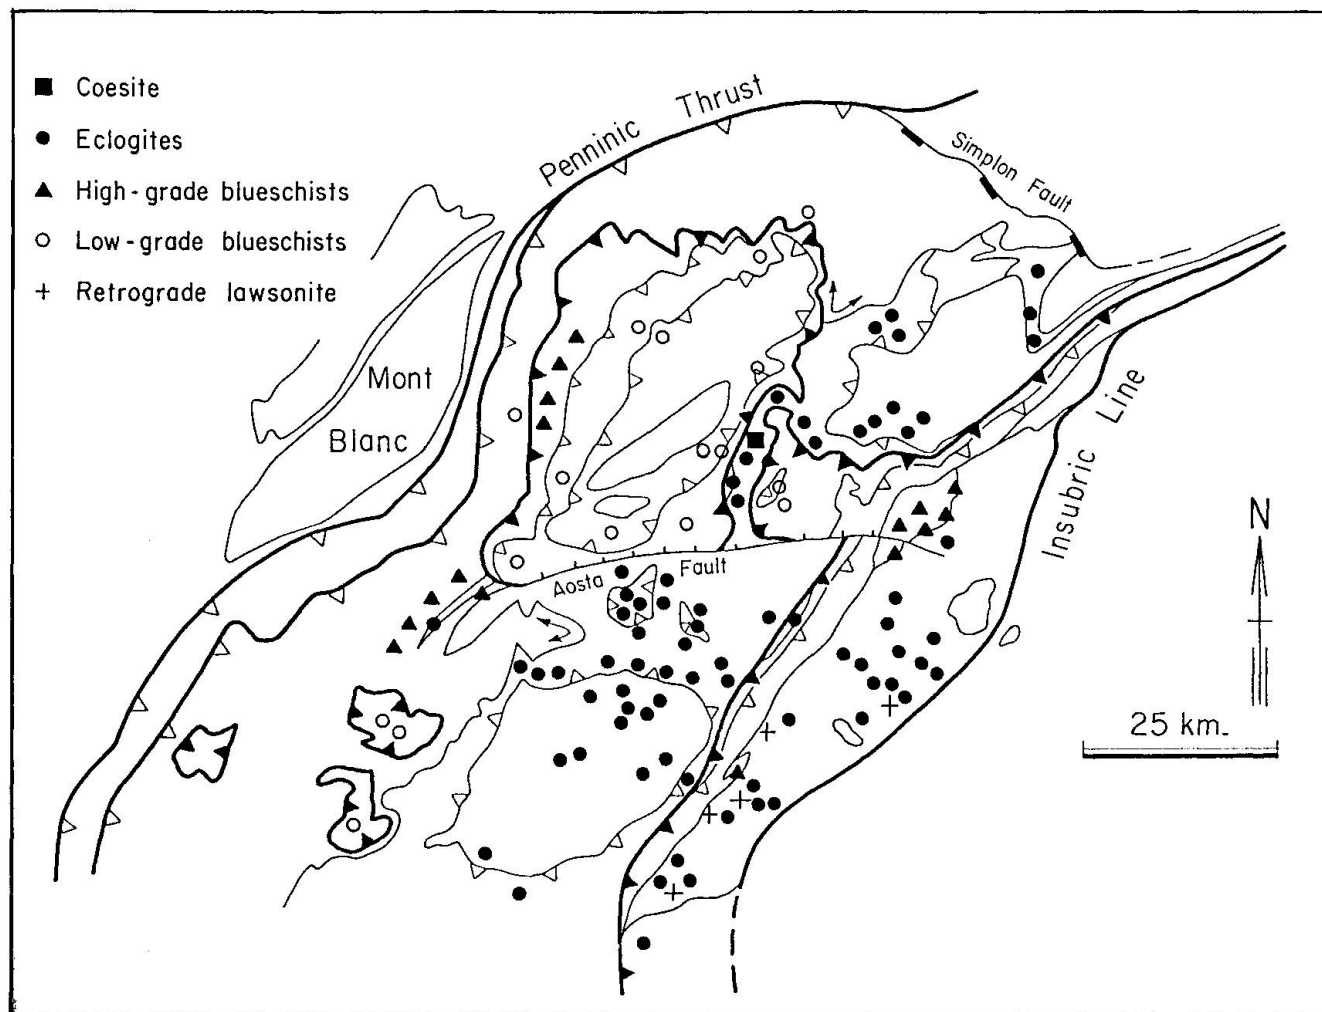 Coesite
Eclogites
High-grade blueschists
Low-grade blueschists
Retrograde lawsonite
Penninic Thrust
Simplon Fault
Mont
Blanc
Insubric Line
Aosta Fault
N
25 km.